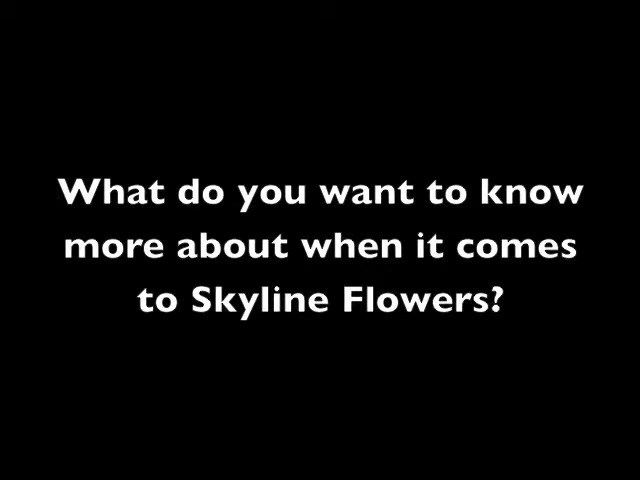 What do you want to know
more about when it comes
to Skyline Flowers?